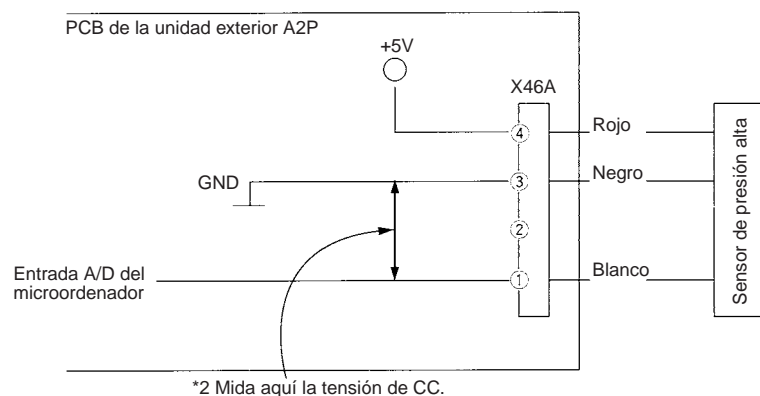 PCB de la unidad exterior A2P
+5V
X46A
4
Rojo
GND
3
Negro
2
Entrada A/D del
microordenador
1
Blanco
Sensor de presión alta
*2 Mida aquí la tensión de CC.